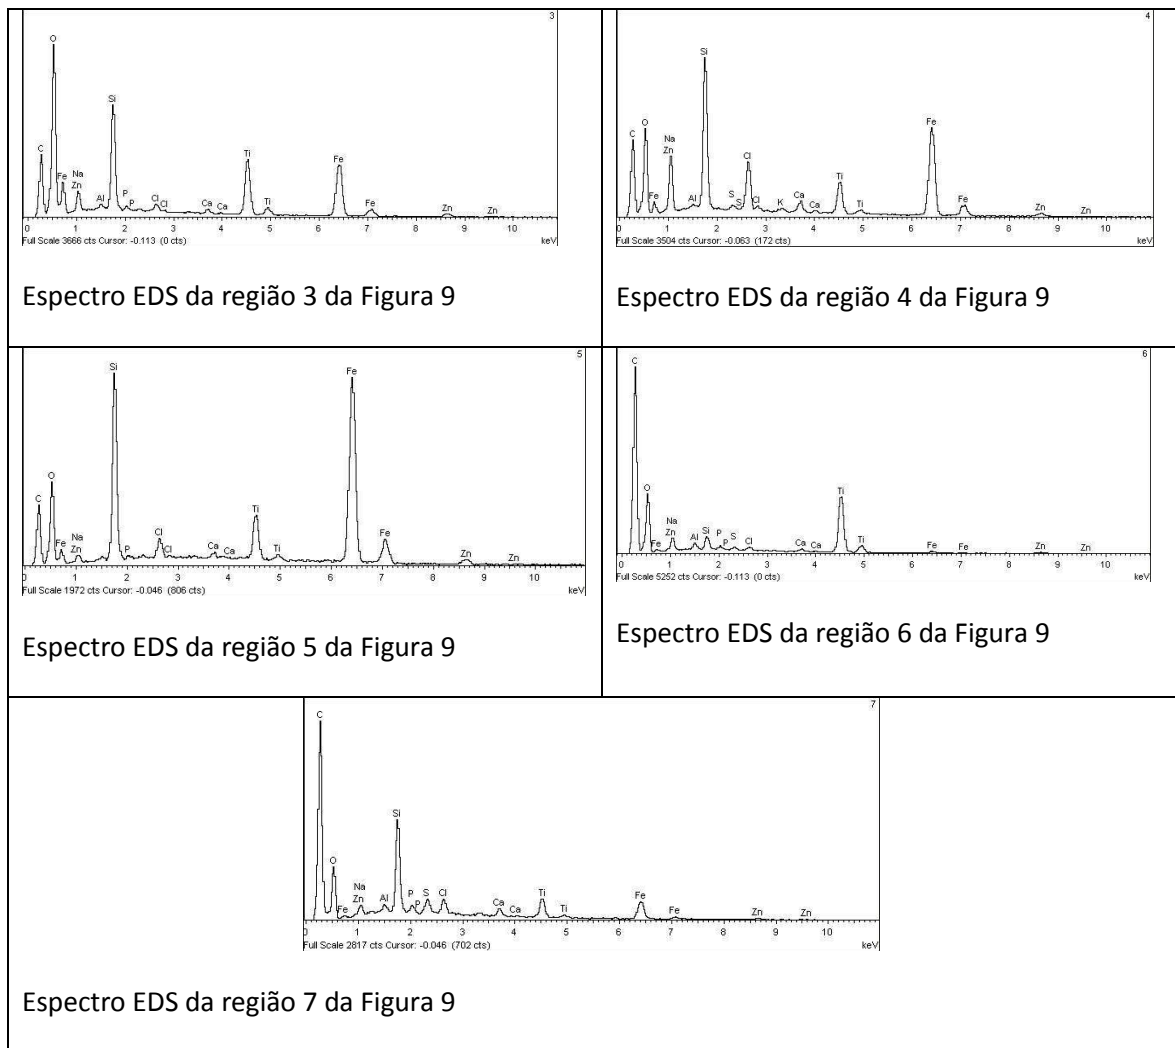 3
O
Si
C
Fe
Na
Zn
Al
P
P
Cl
Cl
Ca
Ca
Ti
Ti
Fe
Fe
Zn
Zn
0 1 2 3 4 5 6 7 8 9 10
Full Scale 3666 cts Cursor: -0.113 (0 cts) keV
Espectro EDS da região 3 da Figura 9
4
Si
C
O
Fe
Na
Zn
Al
S
S
Cl
Cl
K
Ca
Ca
Ti
Ti
Fe
Fe
Zn
Zn
0 1 2 3 4 5 6 7 8 9 10
Full Scale 3504 cts Cursor: -0.063 (172 cts) keV
Espectro EDS da região 4 da Figura 9
5
Si
C
O
Fe
Na
Zn
P
Cl
Cl
Ca
Ca
Ti
Ti
Fe
Fe
Zn
Zn
0 1 2 3 4 5 6 7 8 9 10
Full Scale 1972 cts Cursor: -0.046 (806 cts) keV
Espectro EDS da região 5 da Figura 9
6
C
O
Fe
Na
Zn
Al
Si
P
P
S
Cl
Ca
Ca
Ti
Ti
Fe
Fe
Zn
Zn
0 1 2 3 4 5 6 7 8 9 10
Full Scale 5252 cts Cursor: -0.113 (0 cts) keV
Espectro EDS da região 6 da Figura 9
7
C
O
Fe
Na
Zn
Al
Si
P
P
S
Cl
Ca
Ca
Ti
Ti
Fe
Fe
Zn
Zn
0 1 2 3 4 5 6 7 8 9 10
Full Scale 2817 cts Cursor: -0.046 (702 cts) keV
Espectro EDS da região 7 da Figura 9